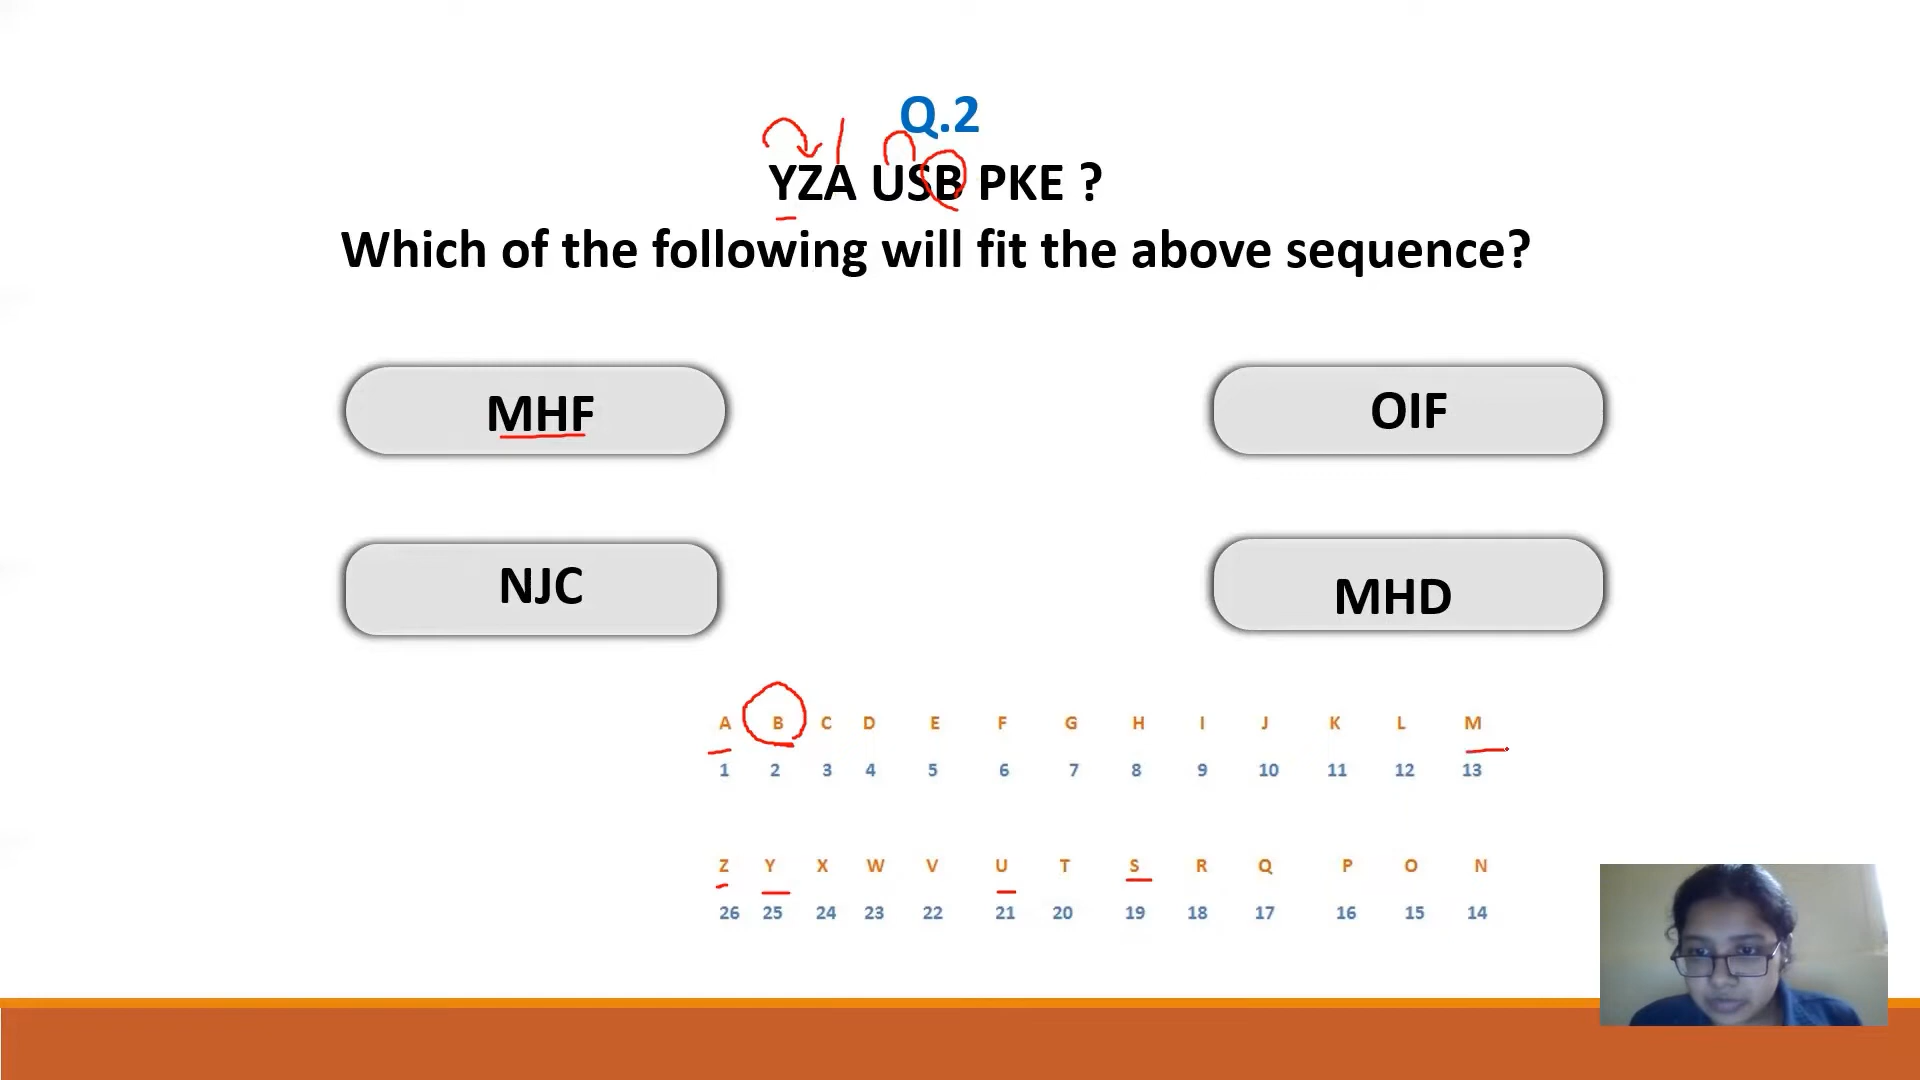 Q.2
YZA USB PKE ?
Which of the following will fit the above sequence?
MHF
OIF
NJC
MHD
A B C D E F G H I J K L M
1 2 3 4 5 6 7 8 9 10 11 12 13
Z Y X W V U T S R Q P O N
26 25 24 23 22 21 20 19 18 17 16 15 14